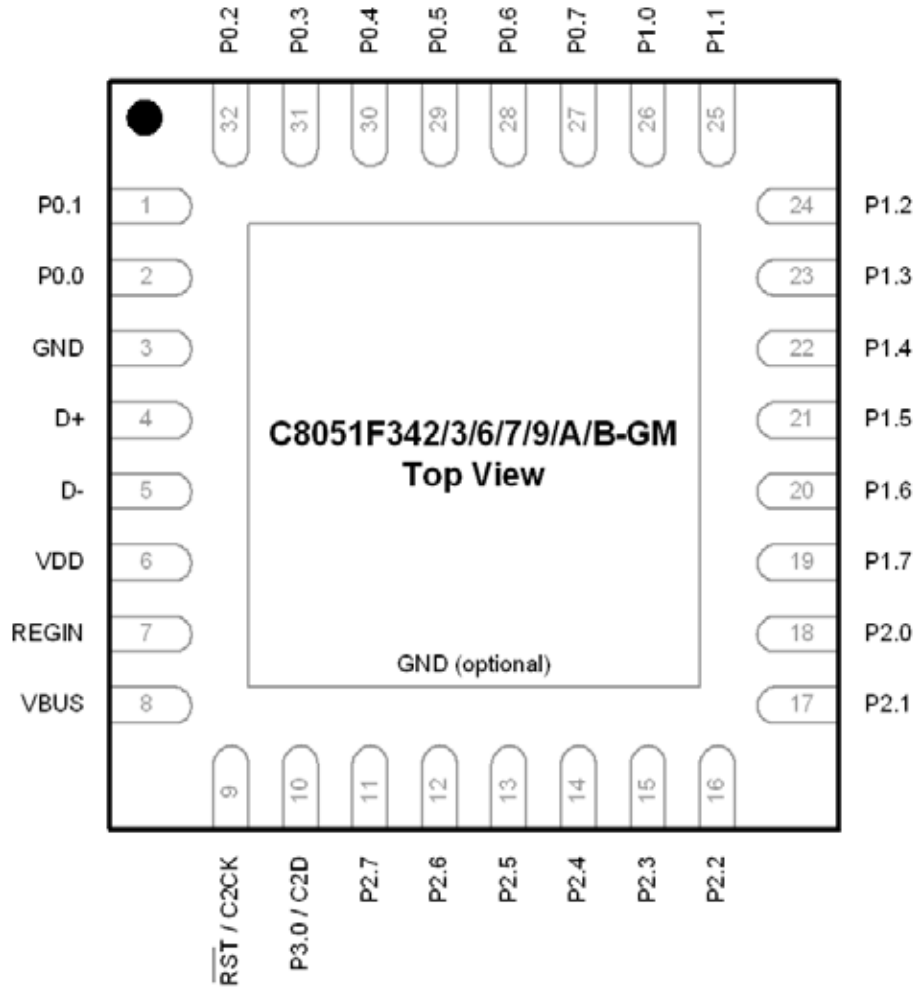 P0.2 P0.3 P0.4 P0.5 P0.6 P0.7 P1.0 P1.1
32 31 30 29 28 27 26 25
P0.1 1 24 P1.2
P0.0 2 23 P1.3
GND 3 22 P1.4
D+ 4 21 P1.5
C8051F342/3/6/7/9/A/B-GM
Top View
D- 5 20 P1.6
VDD 6 19 P1.7
REGIN 7 18 P2.0
GND (optional)
VBUS 8 17 P2.1
9 10 11 12 13 14 15 16
RST / C2CK P3.0 / C2D P2.7 P2.6 P2.5 P2.4 P2.3 P2.2